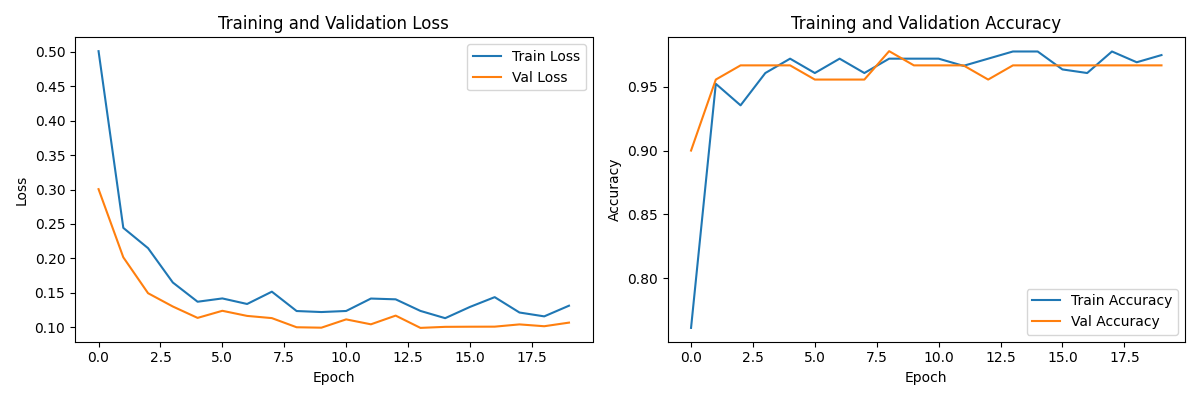 Training and Validation Loss
Train Loss
Val Loss
Loss
0.50
0.45
0.40
0.35
0.30
0.25
0.20
0.15
0.10
0.0 2.5 5.0 7.5 10.0 12.5 15.0 17.5
Epoch
Training and Validation Accuracy
Accuracy
0.95
0.90
0.85
0.80
Train Accuracy
Val Accuracy
0.0 2.5 5.0 7.5 10.0 12.5 15.0 17.5
Epoch